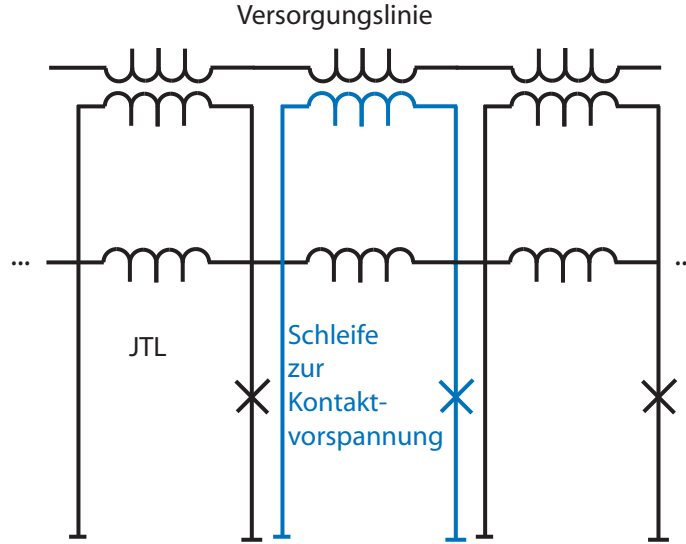 Versorgungslinie
...
..
JTL
Schleife
zur
Kontakt-
vorspannung